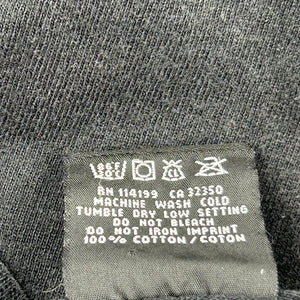 RN 114199 CA 32350
MACHINE WASH COLD
TUMBLE DRY LOW SETTING
DO NOT BLEACH
DO NOT IRON IMPRINT
100% COTTON/COTON